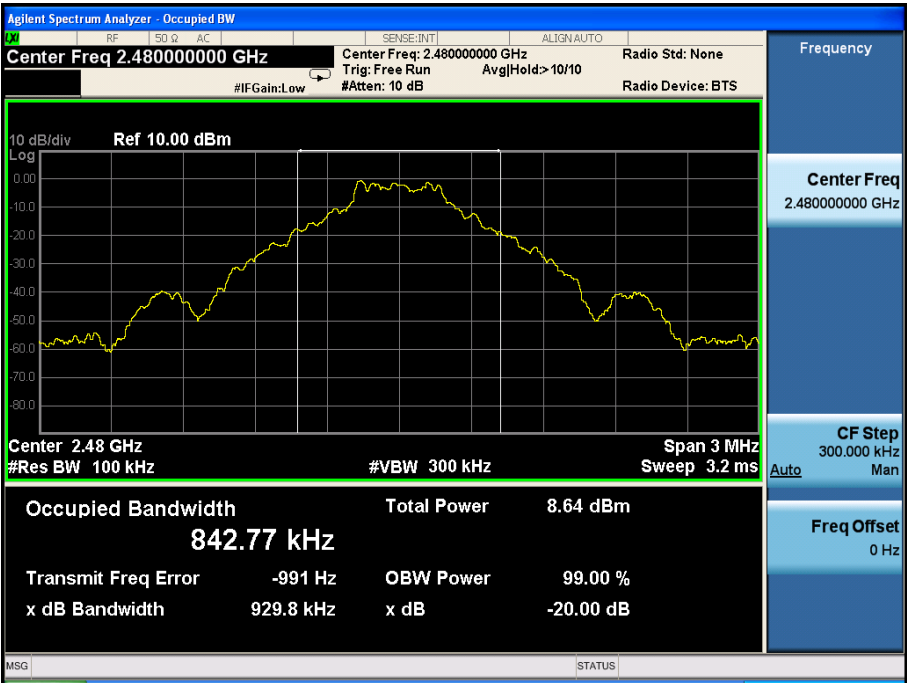 Agilent Spectrum Analyzer - Occupied BW
LXI RF 50 Ω AC SENSE:INT ALIGN AUTO
Center Freq 2.480000000 GHz
Center Freq: 2.480000000 GHz Radio Std: None
Trig: Free Run Avg|Hold:> 10/10
#IFGain:Low #Atten: 10 dB Radio Device: BTS
10 dB/div Ref 10.00 dBm
Log
0.00
-10.0
-20.0
-30.0
-40.0
-50.0
-60.0
-70.0
-80.0
Center 2.48 GHz Span 3 MHz
#Res BW 100 kHz #VBW 300 kHz Sweep 3.2 ms
Occupied Bandwidth Total Power 8.64 dBm
842.77 kHz
Transmit Freq Error -991 Hz OBW Power 99.00 %
x dB Bandwidth 929.8 kHz x dB -20.00 dB
MSG STATUS
Frequency
Center Freq
2.480000000 GHz
CF Step
300.000 kHz
Auto Man
Freq Offset
0 Hz